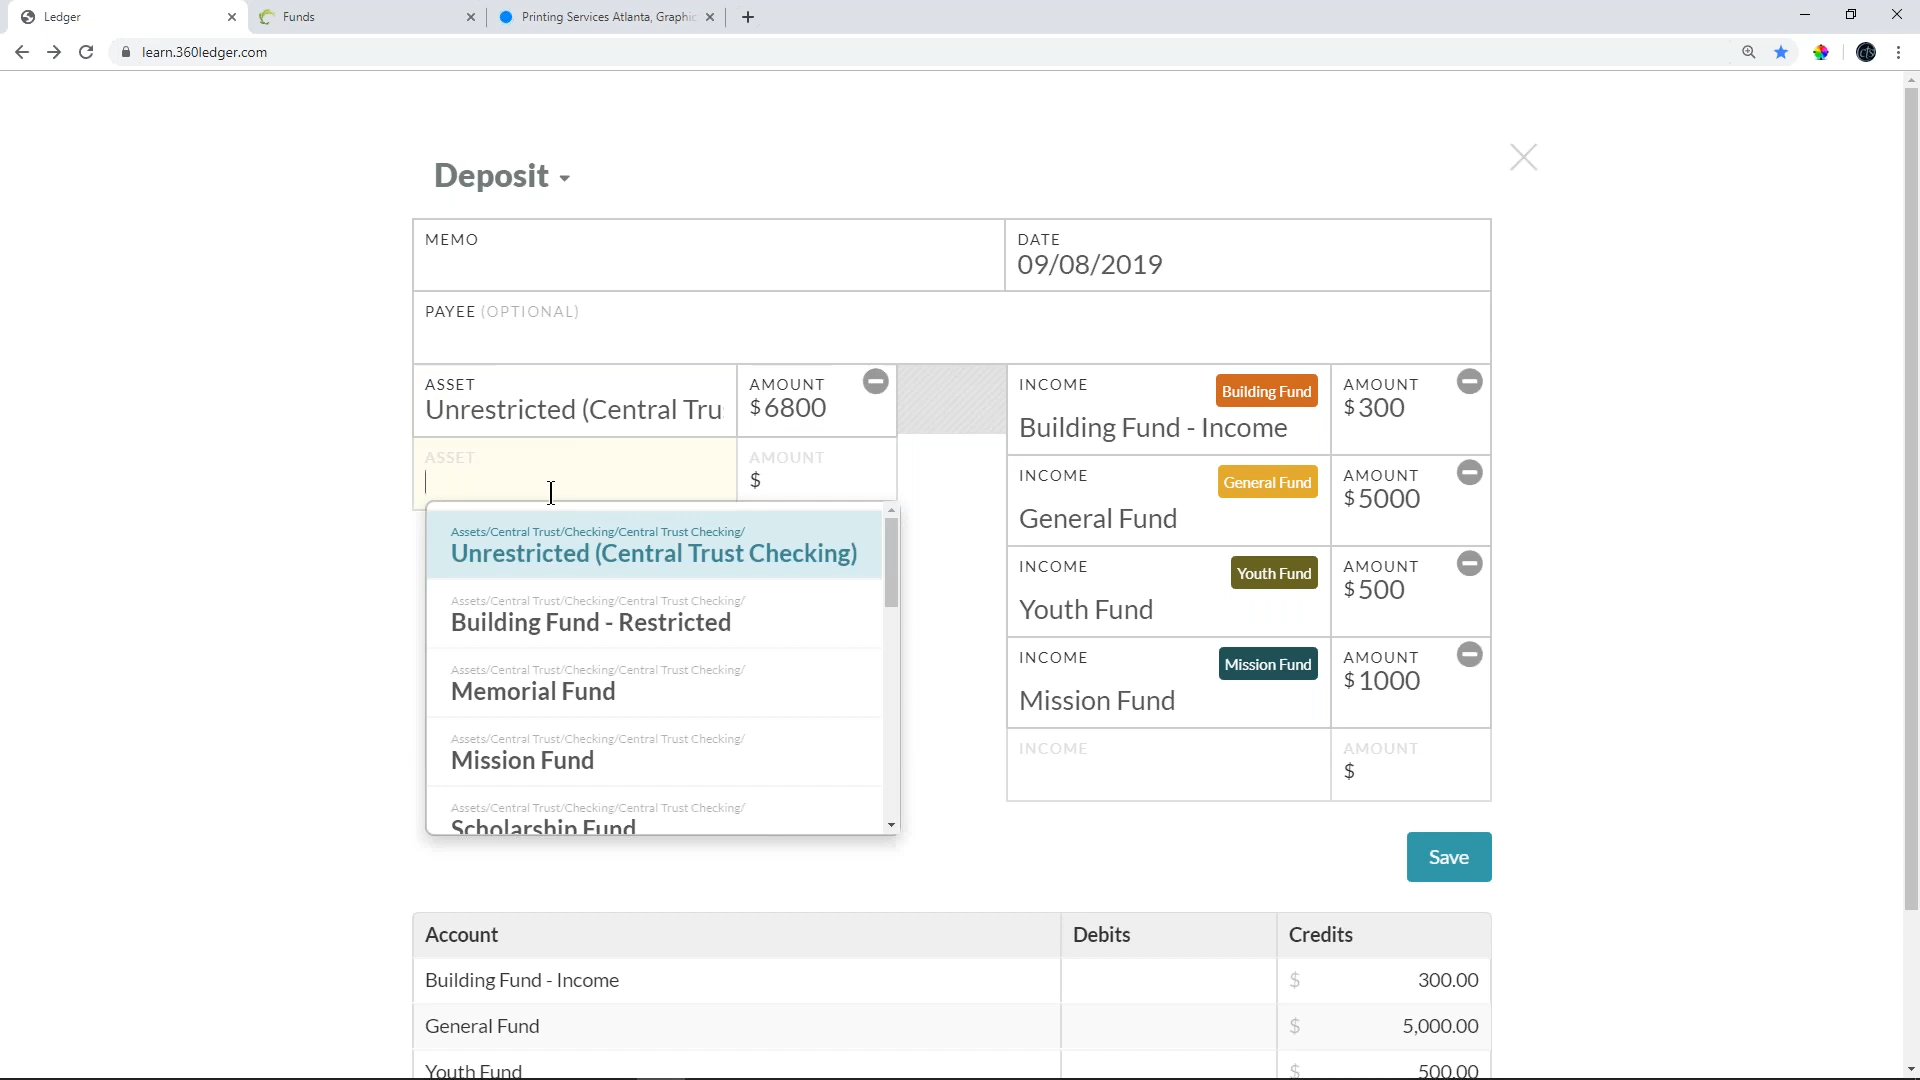 Ledger
Funds
Printing Services Atlanta, Graphic
learn.360ledger.com
Deposit
MEMO
DATE
09/08/2019
PAYEE (OPTIONAL)
ASSET
Unrestricted (Central Tru
AMOUNT
$6800
ASSET
AMOUNT
$
Assets/Central Trust/Checking/Central Trust Checking/
Unrestricted (Central Trust Checking)
Assets/Central Trust/Checking/Central Trust Checking/
Building Fund - Restricted
Assets/Central Trust/Checking/Central Trust Checking/
Memorial Fund
Assets/Central Trust/Checking/Central Trust Checking/
Mission Fund
Assets/Central Trust/Checking/Central Trust Checking/
Scholarship Fund
INCOME
Building Fund
Building Fund - Income
AMOUNT
$300
INCOME
General Fund
General Fund
AMOUNT
$5000
INCOME
Youth Fund
Youth Fund
AMOUNT
$500
INCOME
Mission Fund
Mission Fund
AMOUNT
$1000
INCOME
AMOUNT
$
Save
Account Debits Credits
Building Fund - Income $ 300.00
General Fund $ 5,000.00
Youth Fund $ 500.00